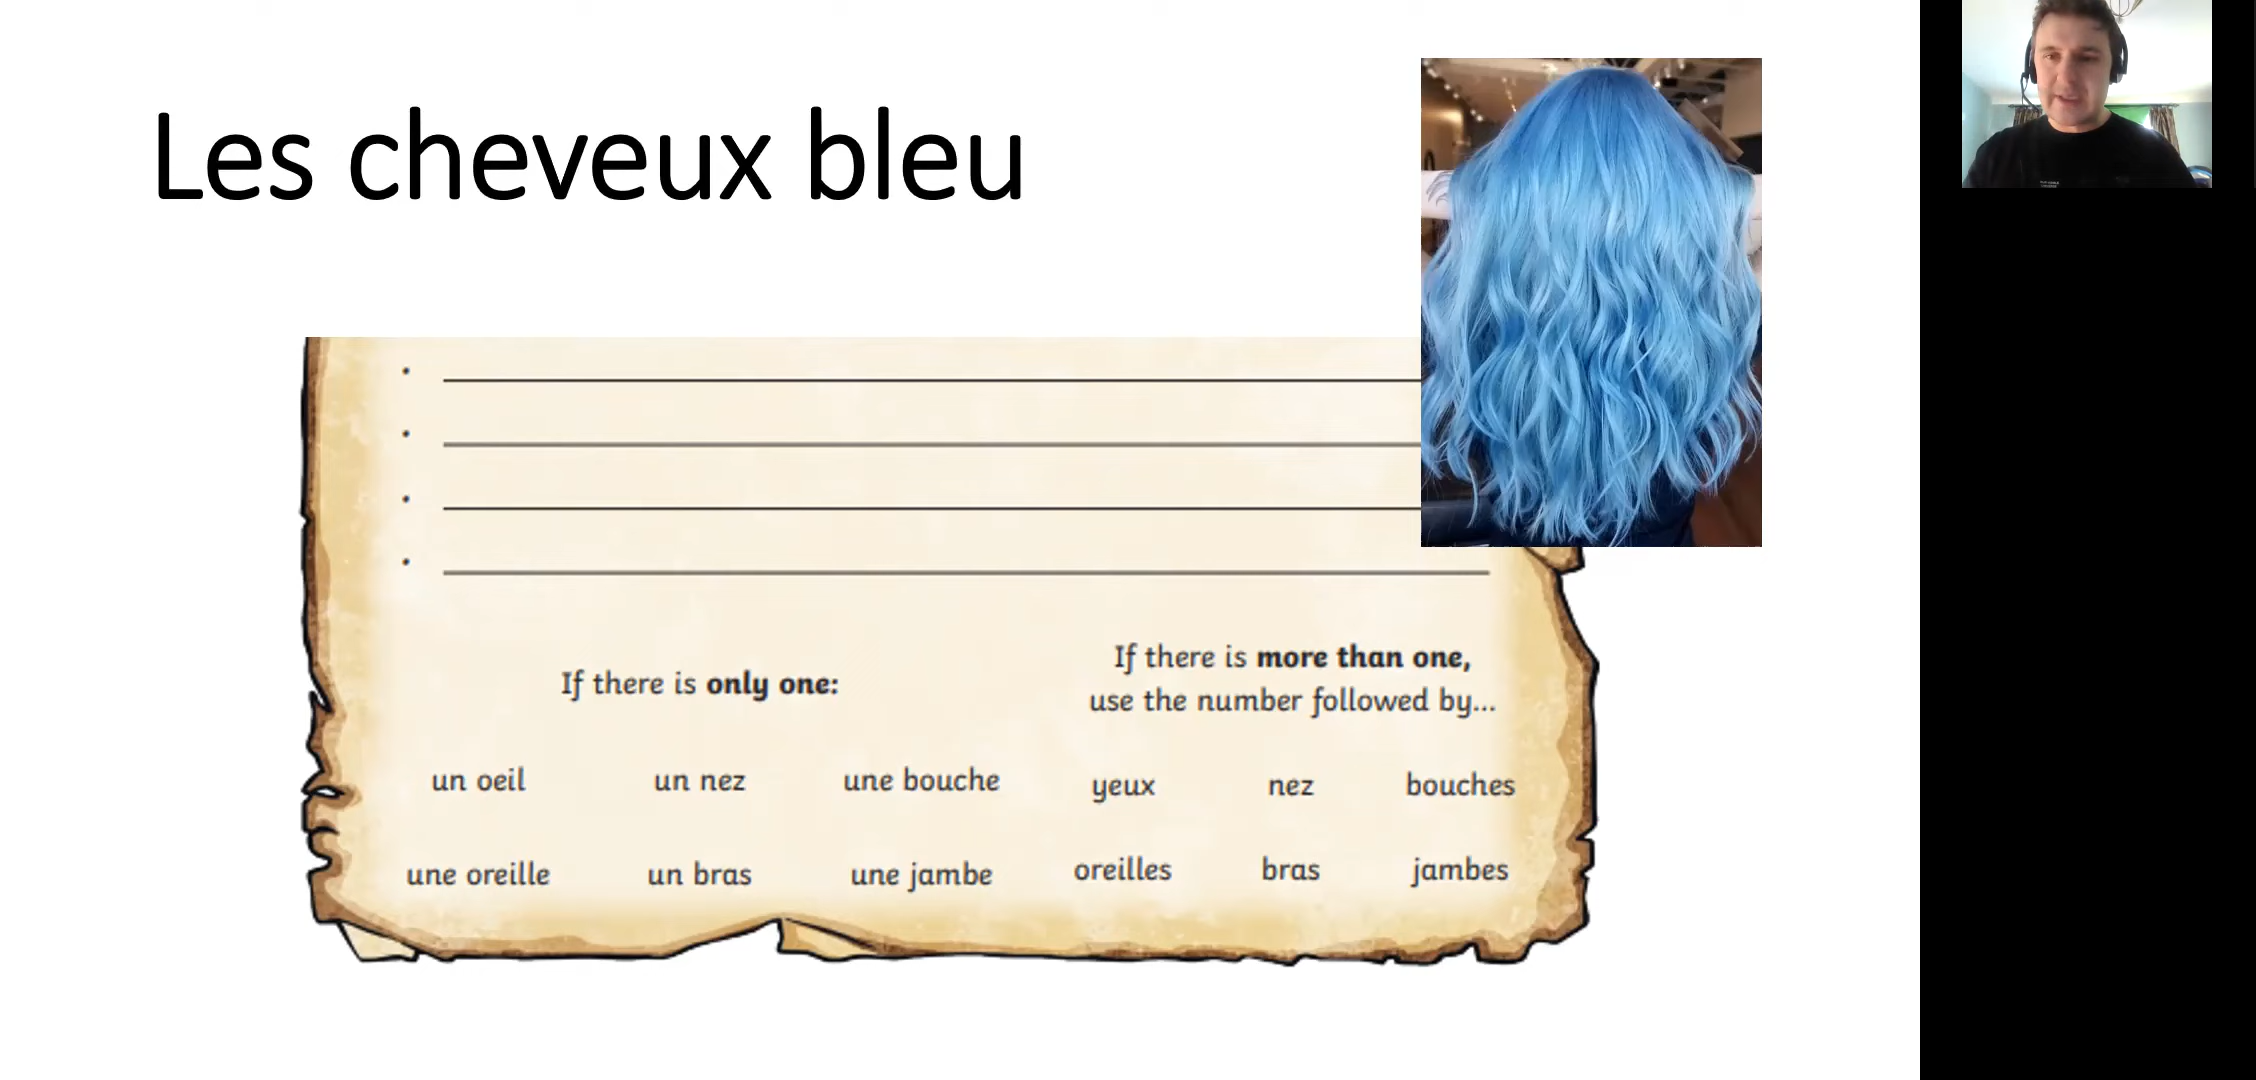 Les cheveux bleu
If there is only one:
If there is more than one,
use the number followed by...
un oeil un nez une bouche
yeux nez bouches
une oreille un bras une jambe
oreilles bras jambes